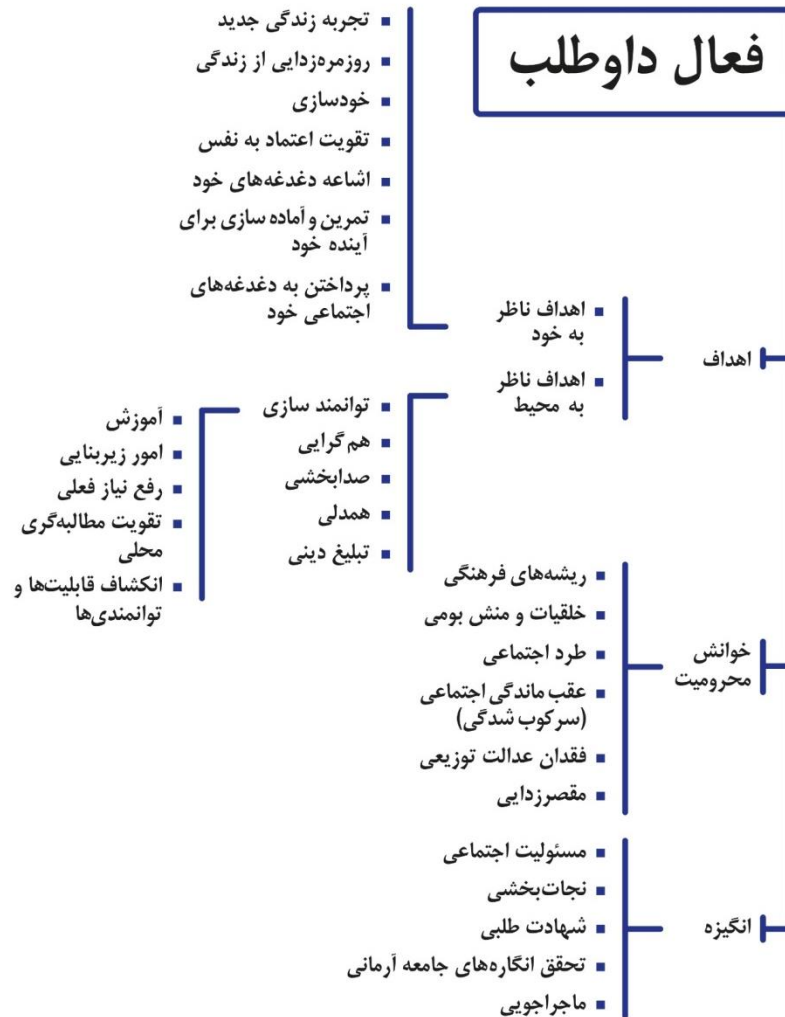 فعال داوطلب
اهداف
اهداف ناظر
به خود
تجربه زندگی جدید
روزمره‌زدایی از زندگی
خودسازی
تقویت اعتماد به نفس
اشاعه دغدغه‌های خود
تمرین و آماده سازی برای
آینده خود
پرداختن به دغدغه‌های
اجتماعی خود
اهداف ناظر
به محیط
توانمند سازی
آموزش
امور زیربنایی
رفع نیاز فعلی
تقویت مطالبه‌گری
محلی
انکشاف قابلیت‌ها و
توانمندی‌ها
هم‌گرایی
صدابخشی
همدلی
تبلیغ دینی
خوانش
محرومیت
ریشه‌های فرهنگی
خلقیات و منش بومی
طرد اجتماعی
عقب ماندگی اجتماعی
(سرکوب شدگی)
فقدان عدالت توزیعی
مقصرزدایی
انگیزه
مسئولیت اجتماعی
نجات‌بخشی
شهادت طلبی
تحقق انگاره‌های جامعه آرمانی
ماجراجویی